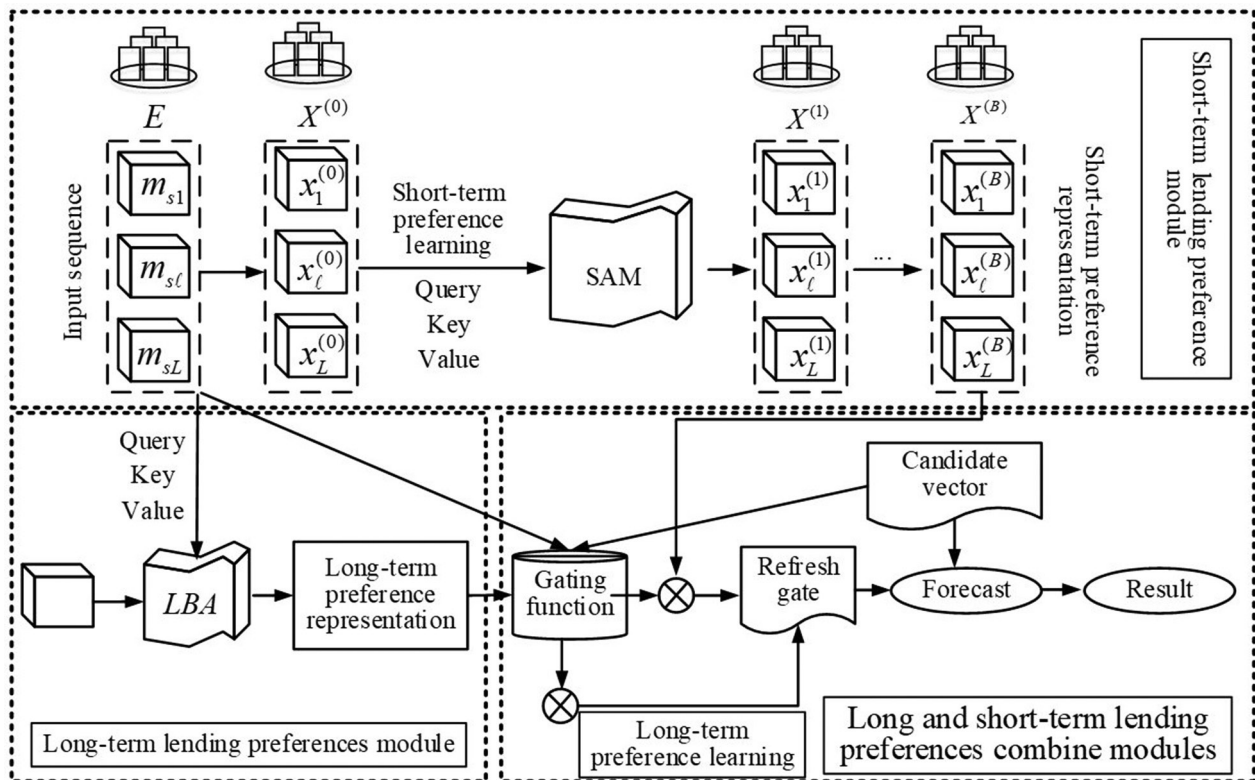 E
X^(0)
X^(1)
X^(B)
Input sequence
m_s1
m_sℓ
m_sL
x_1^(0)
x_ℓ^(0)
x_L^(0)
Short-term
preference
learning
Query
Key
Value
SAM
x_1^(1)
x_ℓ^(1)
x_L^(1)
...
x_1^(B)
x_ℓ^(B)
x_L^(B)
Short-term preference
representation
Short-term lending preference
module
Query
Key
Value
LBA
Long-term
preference
representation
Long-term lending preferences module
Candidate
vector
Gating
function
Refresh
gate
Forecast
Result
Long-term
preference learning
Long and short-term lending
preferences combine modules